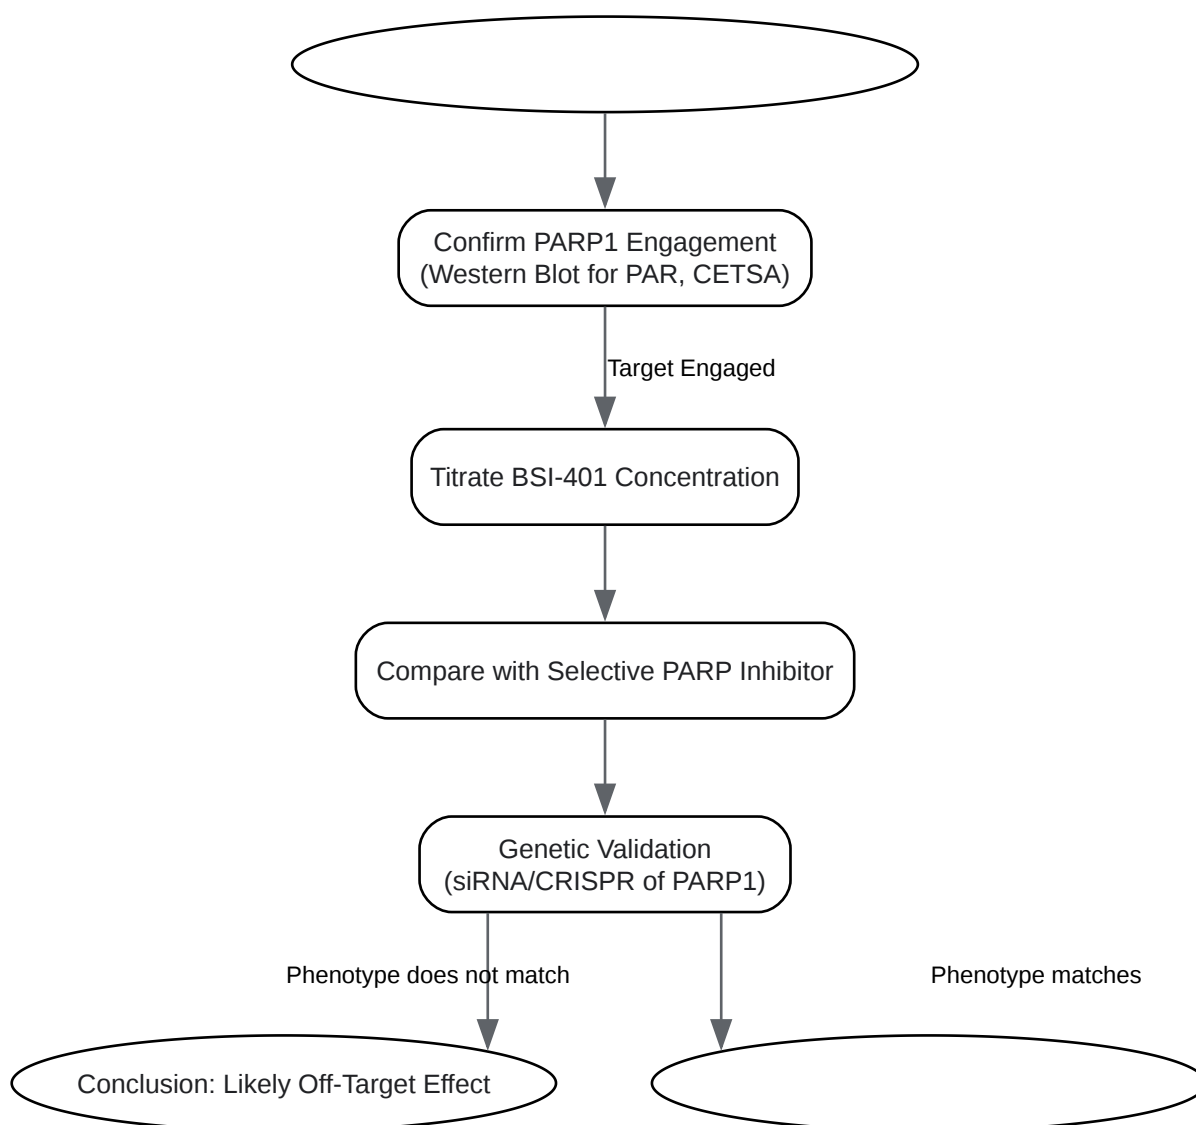 Confirm PARP1 Engagement
(Western Blot for PAR, CETSA)
Target Engaged
Titrate BSI-401 Concentration
Compare with Selective PARP Inhibitor
Genetic Validation
(siRNA/CRISPR of PARP1)
Phenotype does not match
Phenotype matches
Conclusion: Likely Off-Target Effect